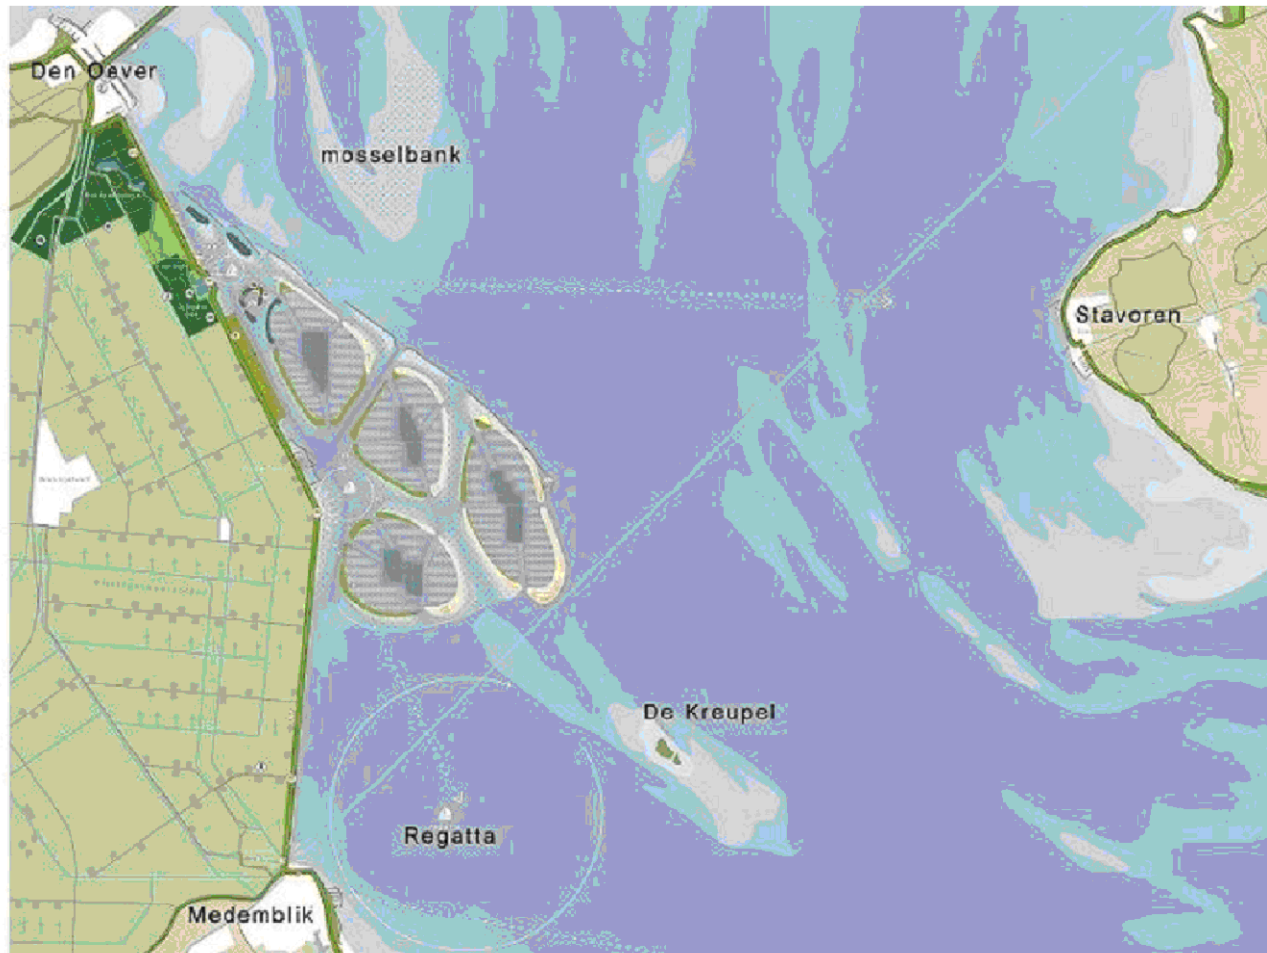 Den Oever
mosselbank
Stavoren
De Kreupel
Regatta
Medemblik